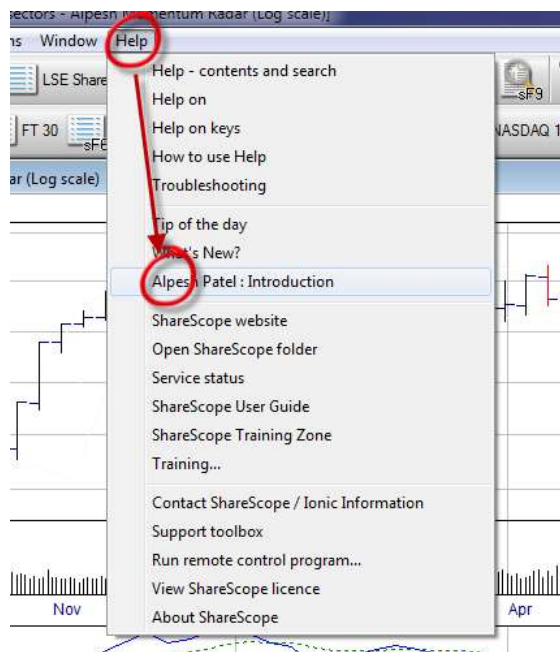 sectors - Alpesh Momentum Radar (Log scale)]
ns Window Help
LSE Share
sF9
FT 30
sF6
NASDAQ 1
ar (Log scale)
Help - contents and search
Help on
Help on keys
How to use Help
Troubleshooting
Tip of the day
What's New?
Alpesh Patel : Introduction
ShareScope website
Open ShareScope folder
Service status
ShareScope User Guide
ShareScope Training Zone
Training...
Contact ShareScope / Ionic Information
Support toolbox
Run remote control program...
View ShareScope licence
About ShareScope
Nov
Apr